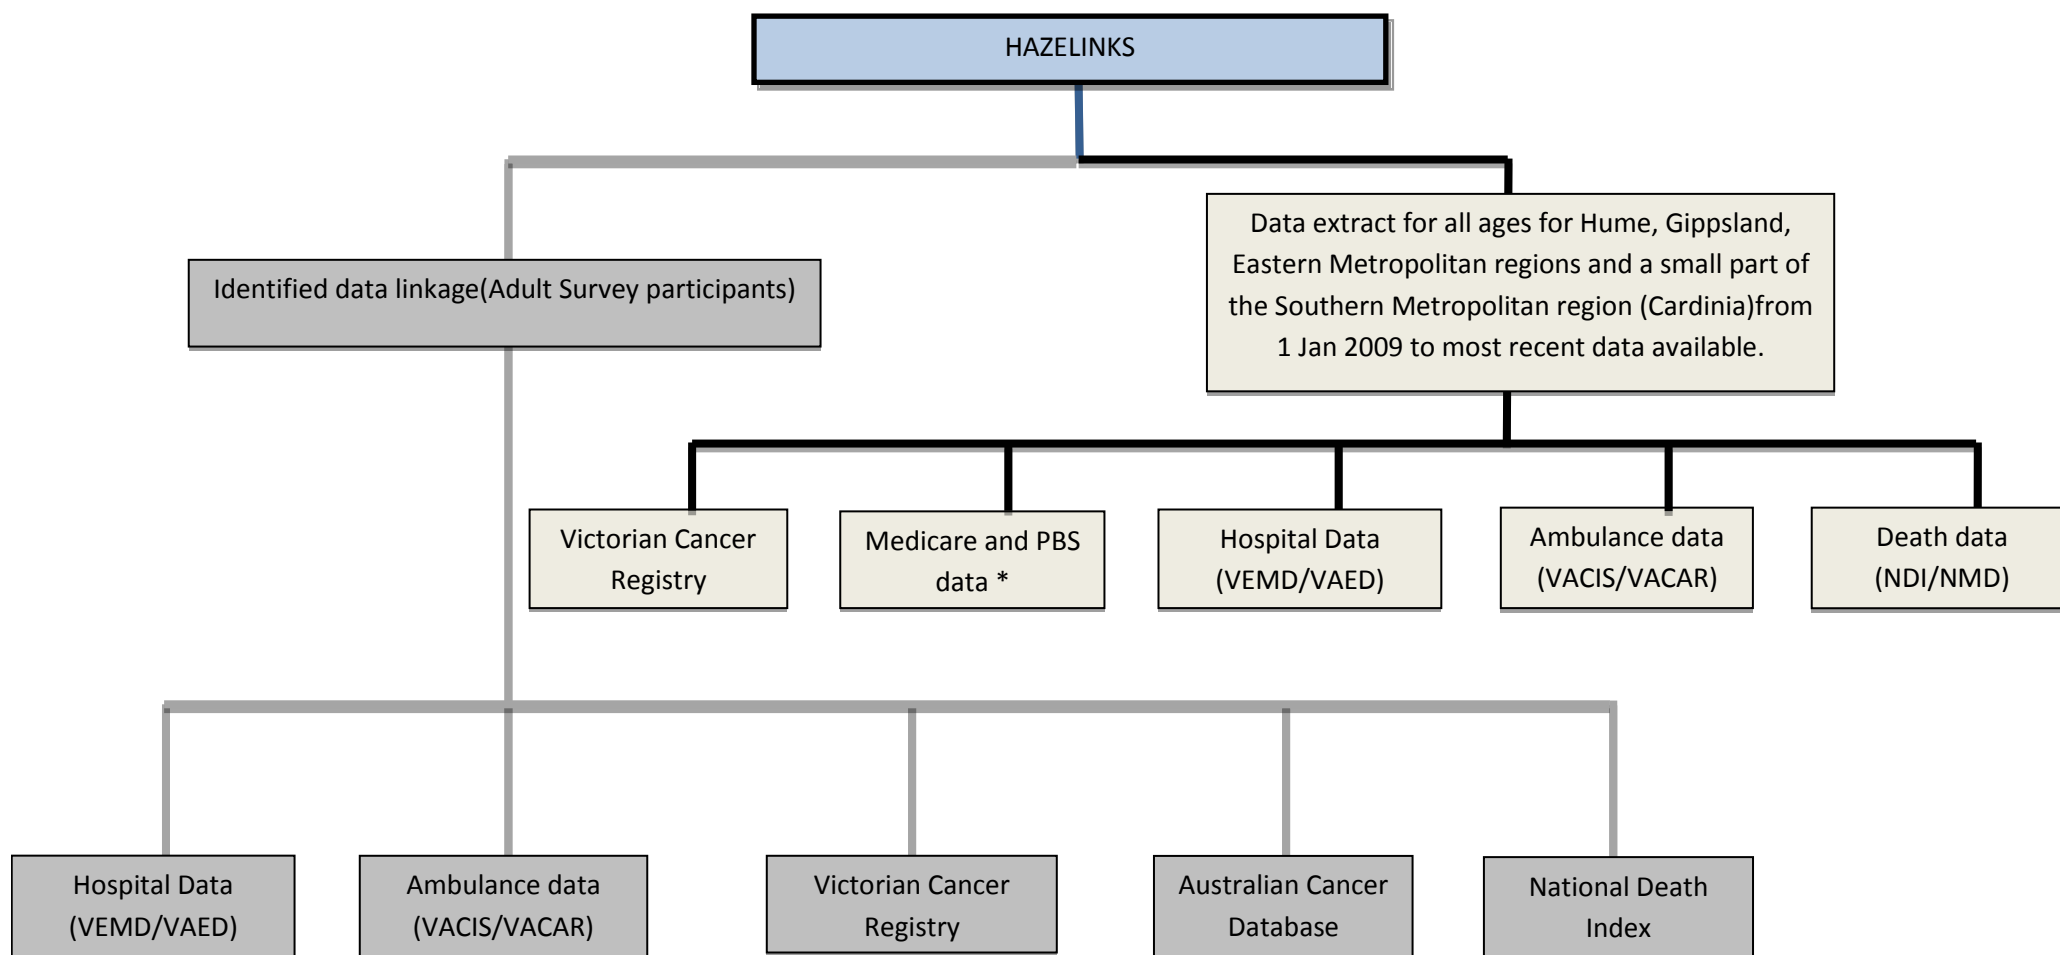 HAZELINKS
Data extract for all ages for Hume, Gippsland,
Eastern Metropolitan regions and a small part of
the Southern Metropolitan region (Cardinia)from
1 Jan 2009 to most recent data available.
Identified data linkage(Adult Survey participants)
Victorian Cancer
Registry
Medicare and PBS
data *
Hospital Data
(VEMD/VAED)
Ambulance data
(VACIS/VACAR)
Death data
(NDI/NMD)
Hospital Data
(VEMD/VAED)
Ambulance data
(VACIS/VACAR)
Victorian Cancer
Registry
Australian Cancer
Database
National Death
Index